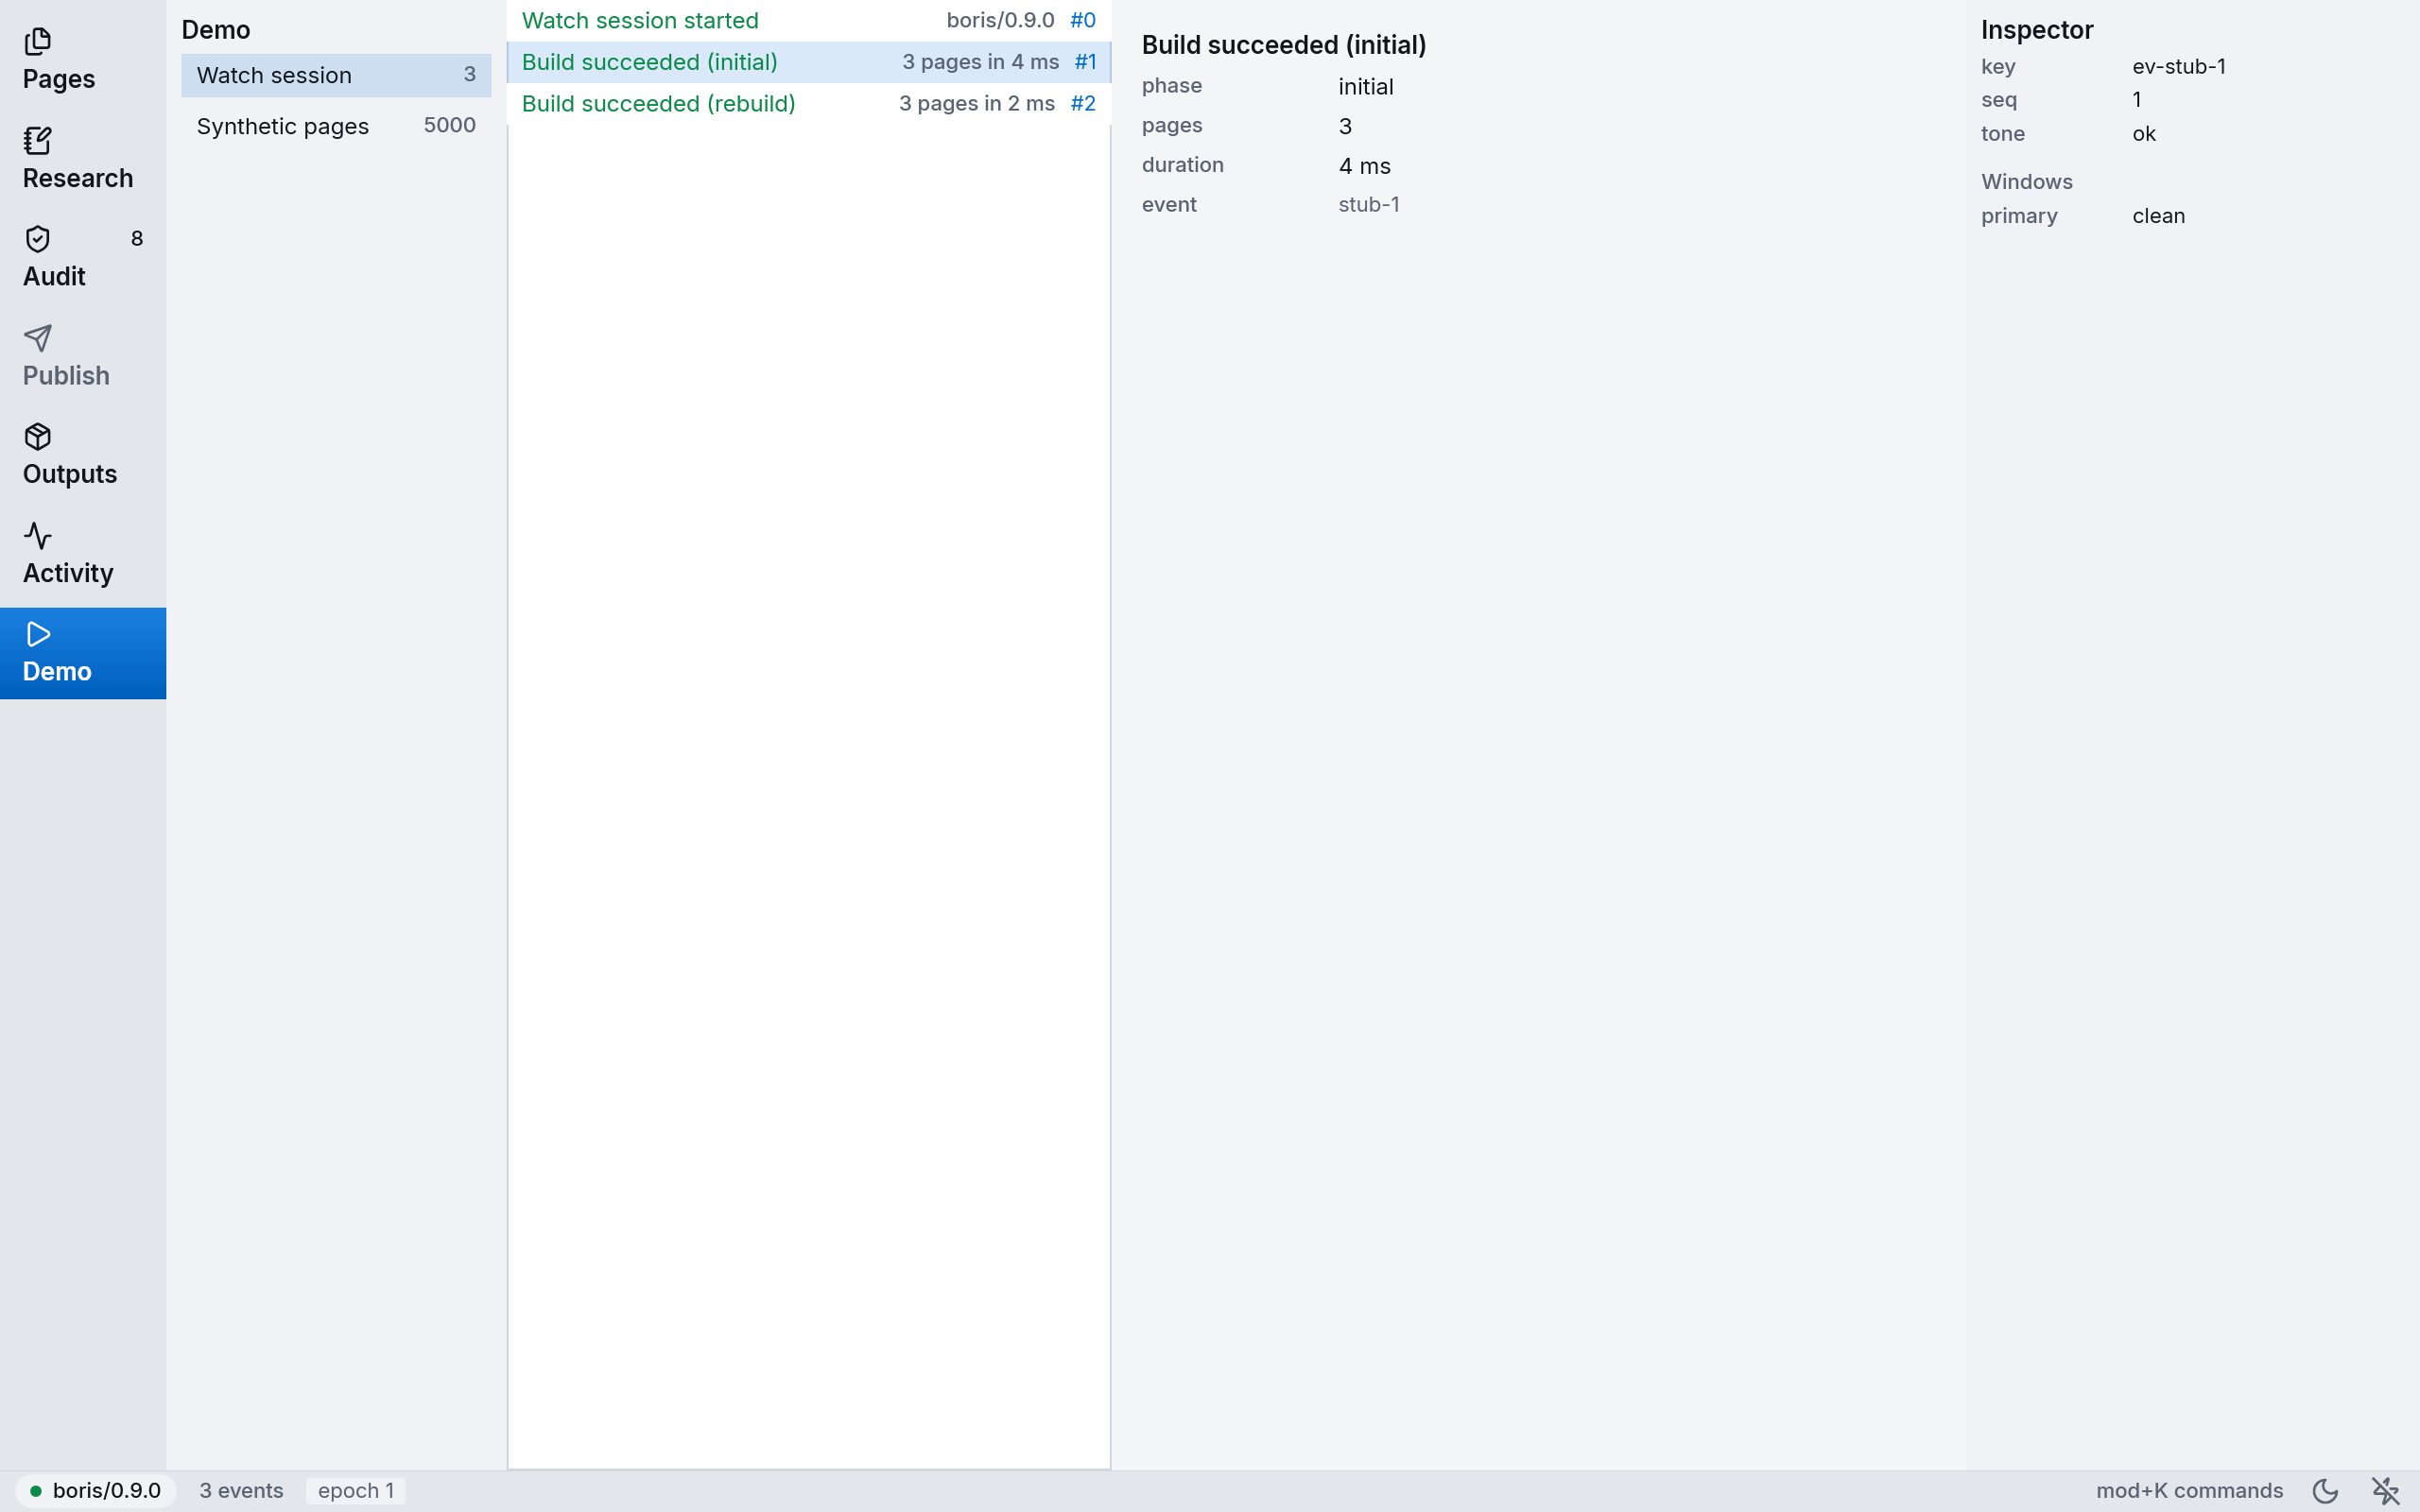 Pages
Research
8
Audit
Publish
Outputs
Activity
Demo
Demo
Watch session 3
Synthetic pages 5000
Watch session started boris/0.9.0 #0
Build succeeded (initial) 3 pages in 4 ms #1
Build succeeded (rebuild) 3 pages in 2 ms #2
Build succeeded (initial)
phase initial
pages 3
duration 4 ms
event stub-1
Inspector
key ev-stub-1
seq 1
tone ok
Windows
primary clean
boris/0.9.0 3 events epoch 1 mod+K commands